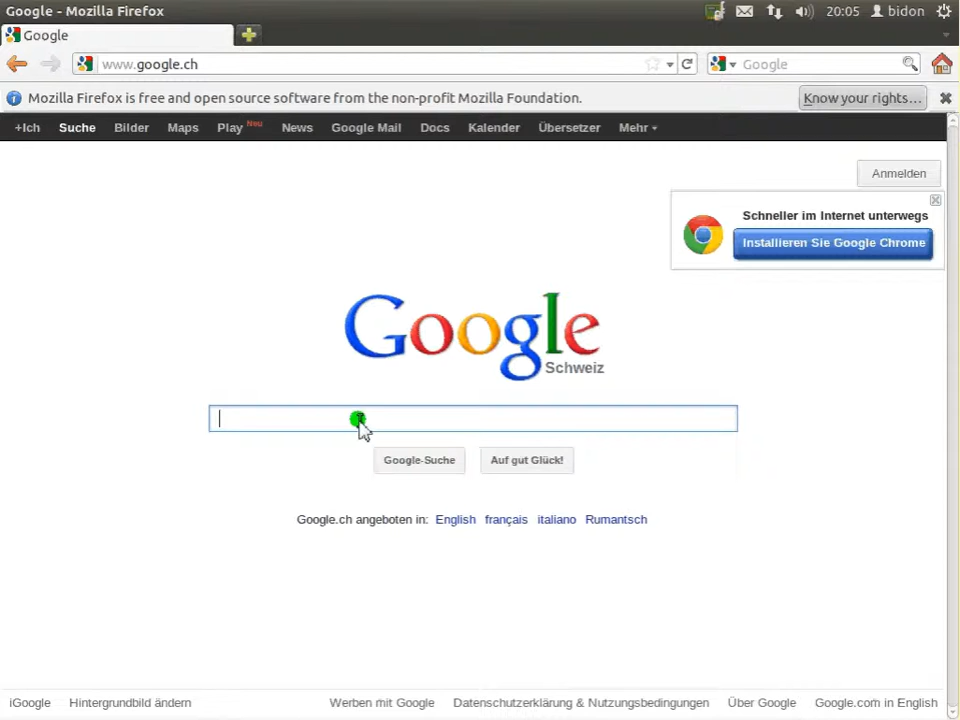 Google - Mozilla Firefox
20:05 bidon
Google
www.google.ch
Google
Mozilla Firefox is free and open source software from the non-profit Mozilla Foundation.
Know your rights...
+Ich Suche Bilder Maps Play Neu News Google Mail Docs Kalender Übersetzer Mehr
Anmelden
Schneller im Internet unterwegs
Installieren Sie Google Chrome
Google
Schweiz
Google-Suche Auf gut Glück!
Google.ch angeboten in: English français italiano Rumantsch
iGoogle Hintergrundbild ändern Werben mit Google Datenschutzerklärung & Nutzungsbedingungen Über Google Google.com in English